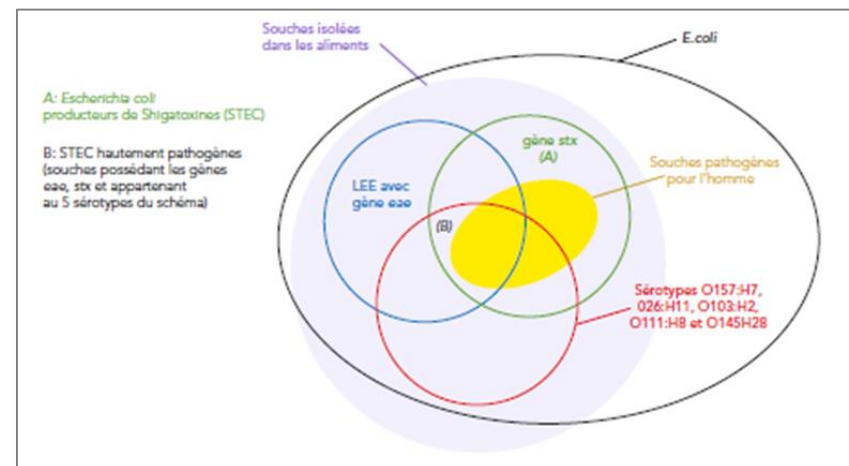 Souches isolées
dans les aliments
E.coli
A: Escherichia coli
producteurs de Shigatoxines (STEC)
B: STEC hautement pathogènes
(souches possédant les gènes
eae, stx et appartenant
au 5 sérotypes du schéma)
gène stx
(A)
LEE avec
gène eae
(B)
Souches pathogènes
pour l'homme
Sérotypes O157:H7,
026:H11, O103:H2,
O111:H8 et O145H28